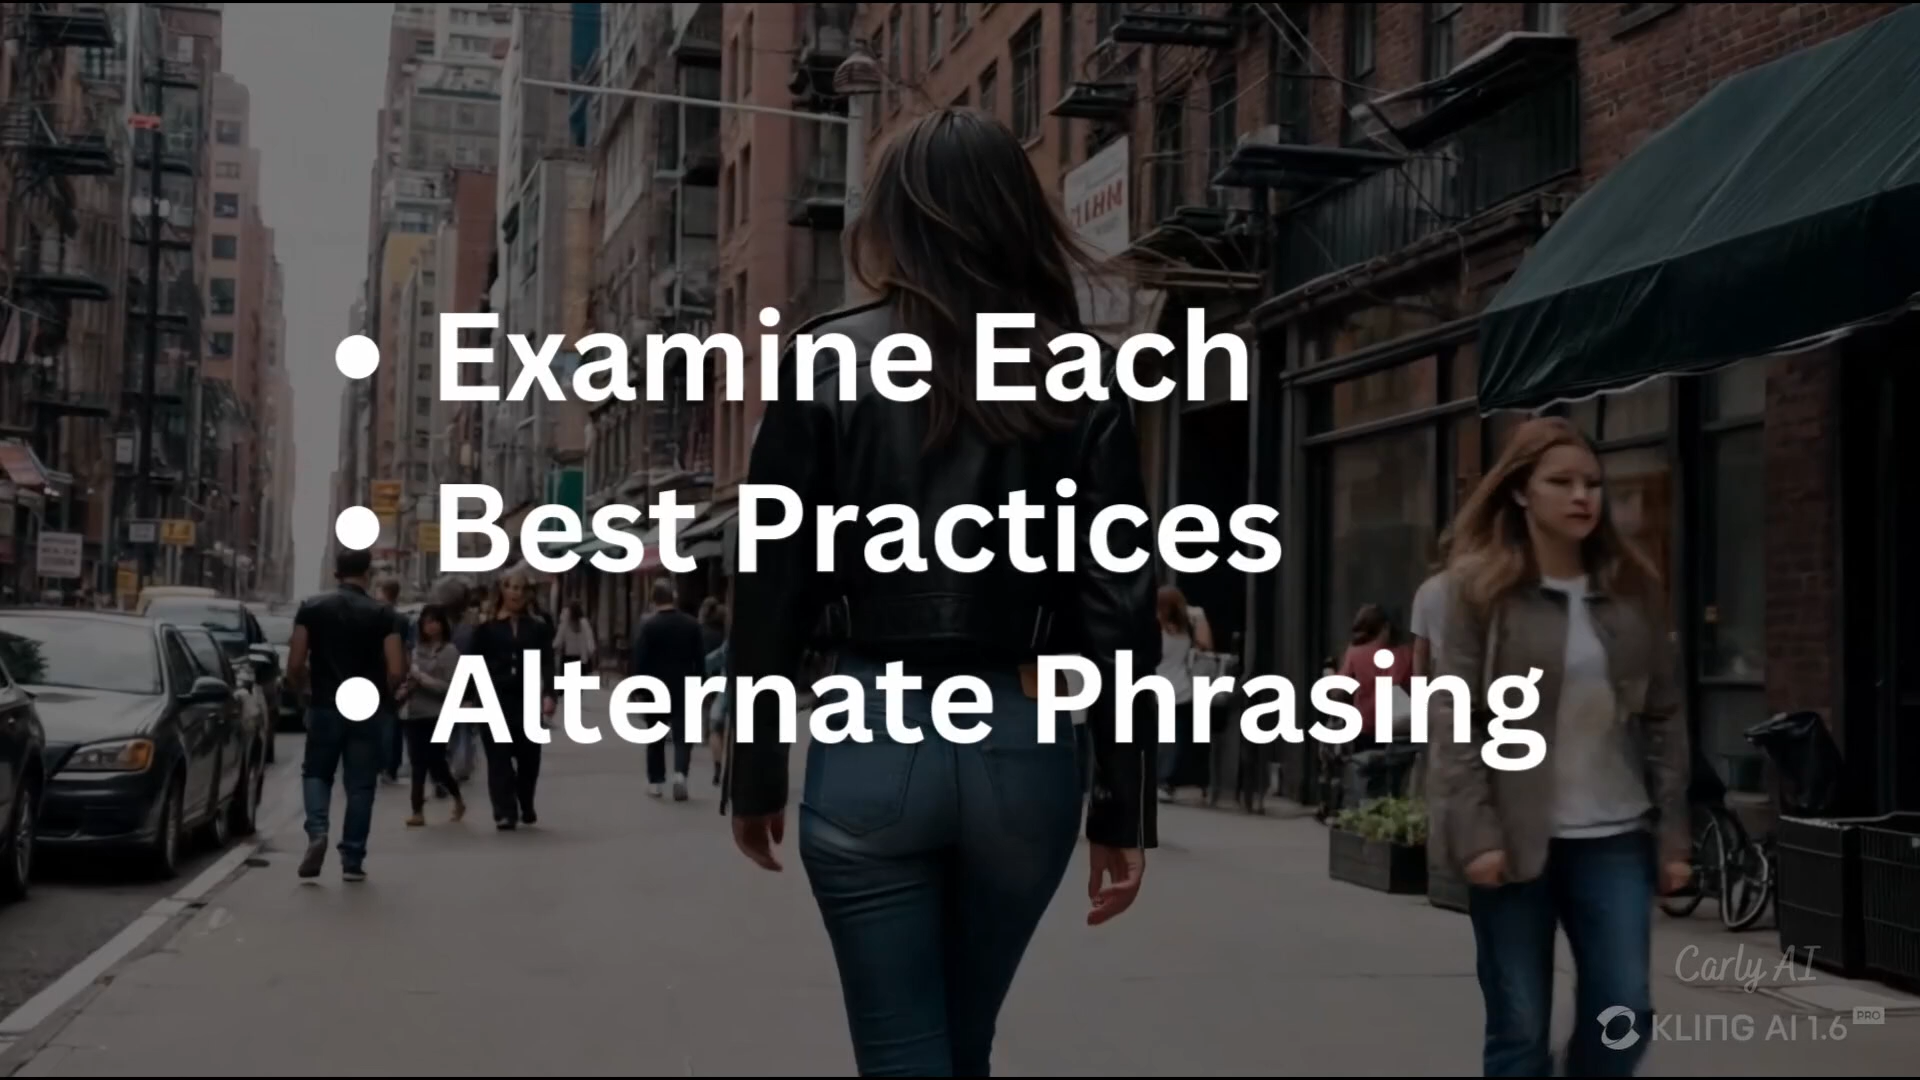 • Examine Each
• Best Practices
• Alternate Phrasing
Carly AI
KLING AI 1.6 PRO